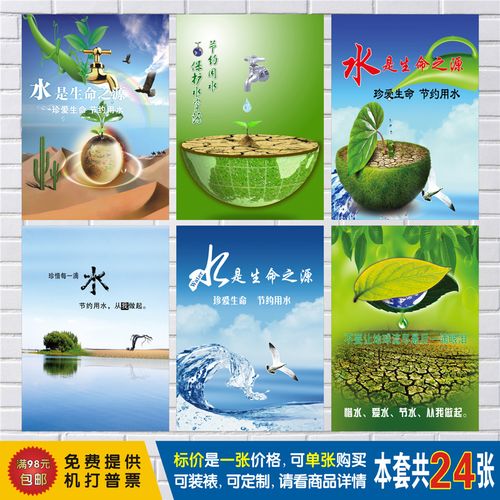 水是生命之源
珍爱生命 节约用水
节约用水
保护水资源
水是生命之源
珍爱生命 节约用水
珍惜每一滴
水
节约用水，从我做起。
水是生命之源
Water
珍爱生命 节约用水
惜水、爱水、节水、从我做起。
满98元
包邮
免费提供
机打普票
标价是一张价格，可单张购买
可装裱，可定制，请看商品详情
本套共24张